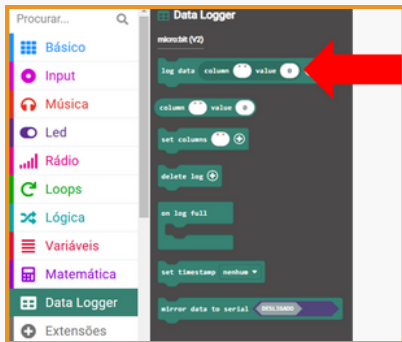 Procurar...
Básico
Input
Música
Led
Rádio
Loops
Lógica
Variáveis
Matemática
Data Logger
Extensões
Data Logger
micro:bit (V2)
log data column " " value 0
column " " value 0
set columns " "
delete log
on log full
set timestamp nenhum
mirror data to serial DESLIGADO